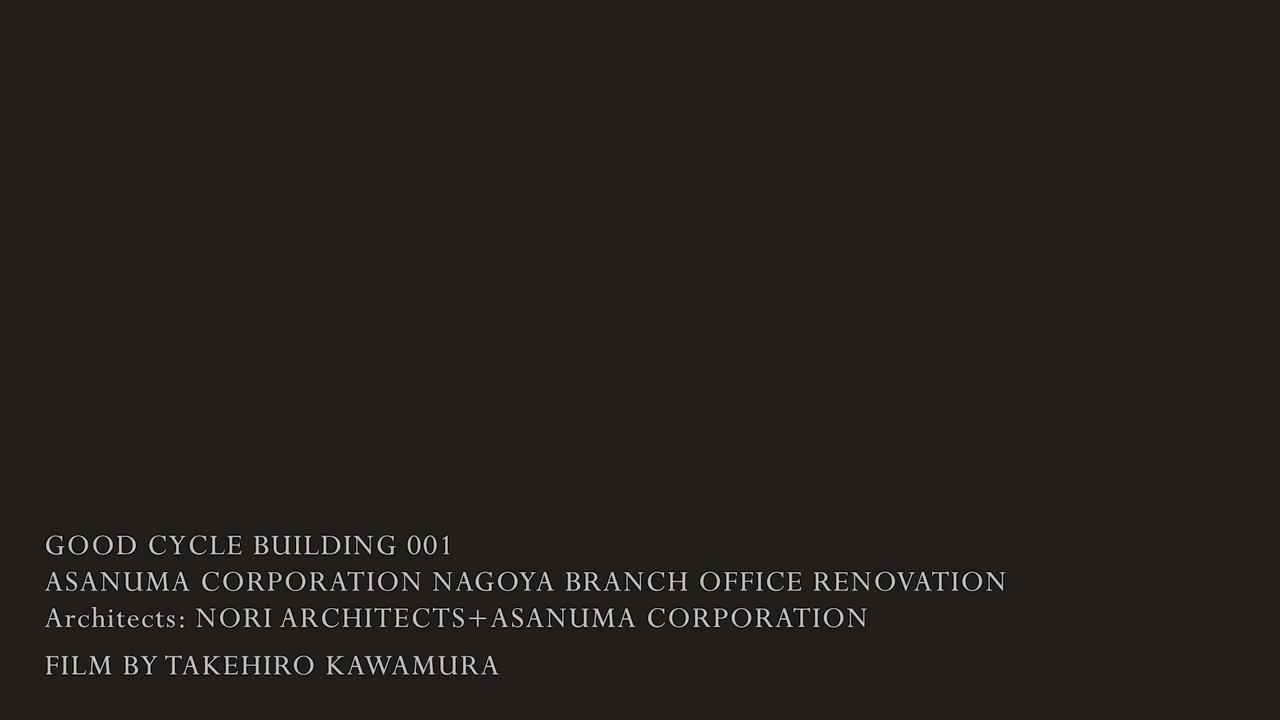 GOOD CYCLE BUILDING 001
ASANUMA CORPORATION NAGOYA BRANCH OFFICE RENOVATION
Architects: NORI ARCHITECTS+ASANUMA CORPORATION
FILM BY TAKEHIRO KAWAMURA